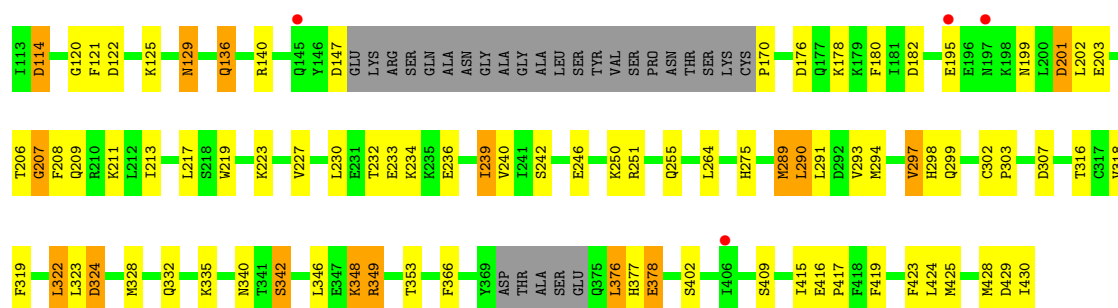 I113 D114 G120 F121 D122 K125 N129 Q136 R140 Q145 Y146 D147 GLU LYS ARG SER GLN ALA ASN GLY ALA GLY ALA LEU SER TYR VAL SER PRO ASN THR SER LYS CYS P170 D176 Q177 K178 K179 F180 I181 D182 E195 E196 N197 K198 N199 L200 D201 L202 E203
T206 G207 F208 Q209 R210 K211 L212 I213 L217 S218 W219 K223 V227 L230 E231 T232 E233 K234 K235 E236 I239 V240 I241 S242 E246 K250 R251 Q255 L264 H275 M289 L290 L291 D292 V293 M294 V297 H298 Q299 C302 P303 D307 T316 C317 V318
F319 L322 L323 D324 M328 Q332 K335 N340 T341 S342 L346 E347 K348 R349 T353 F366 Y369 ASP THR ALA SER GLU Q375 L376 H377 E378 S402 I406 S409 I415 E416 P417 F418 F419 F423 L424 M425 M428 D429 I430